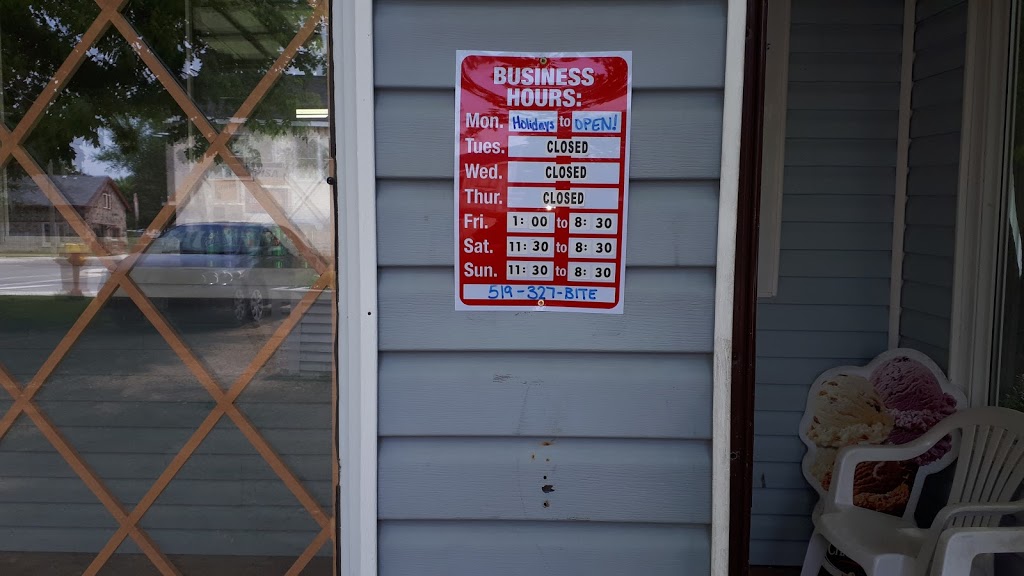 BUSINESS
HOURS:
Mon. Holidays to OPEN!
Tues. CLOSED
Wed. CLOSED
Thur. CLOSED
Fri. 1:00 to 8:30
Sat. 11:30 to 8:30
Sun. 11:30 to 8:30
519-327-BITE